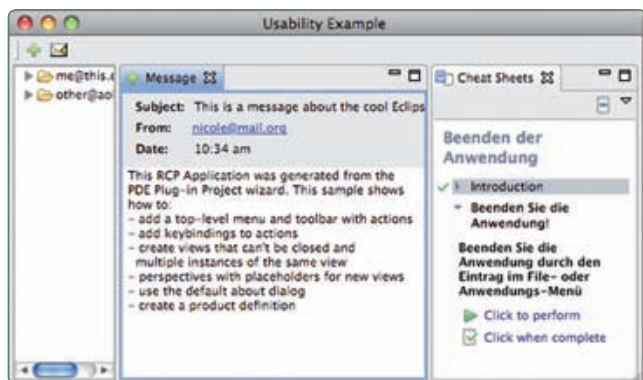 Usability Example
me@this.c
other@aol
Message
Subject: This is a message about the cool Eclips
From: nicole@mail.org
Date: 10:34 am
This RCP Application was generated from the
PDE Plug-in Project wizard. This sample shows
how to:
- add a top-level menu and toolbar with actions
- add keybindings to actions
- create views that can't be closed and
multiple instances of the same view
- perspectives with placeholders for new views
- use the default about dialog
- create a product definition
Cheat Sheets
Beenden der
Anwendung
Introduction
Beenden Sie die
Anwendung!
Beenden Sie die
Anwendung durch den
Eintrag im File- oder
Anwendungs-Menü
Click to perform
Click when complete